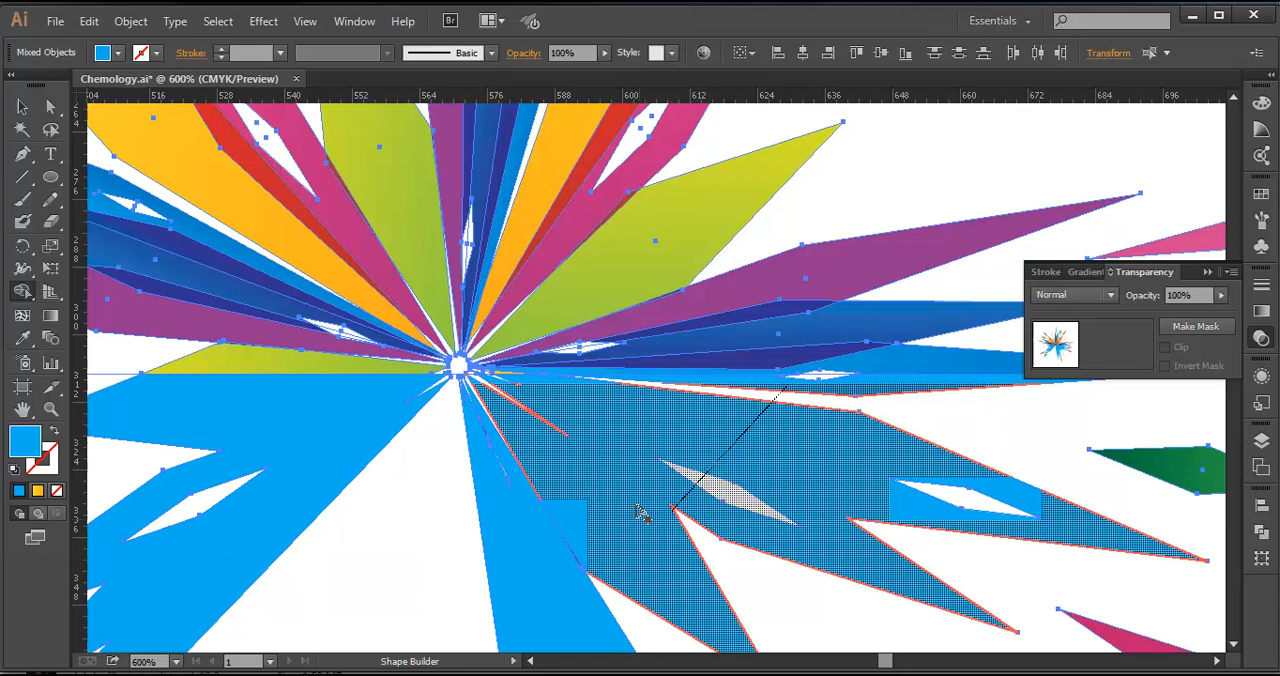 Ai File Edit Object Type Select Effect View Window Help Br Essentials
Mixed Objects Stroke: Basic Opacity: 100% Style: Transform
Chemology.ai* @ 600% (CMYK/Preview) ×
504 516 528 540 552 564 576 588 600 612 624 636 648 660 672 684 696
Stroke Gradient Transparency
Normal Opacity: 100%
Make Mask
Clip
Invert Mask
600% 1 Shape Builder